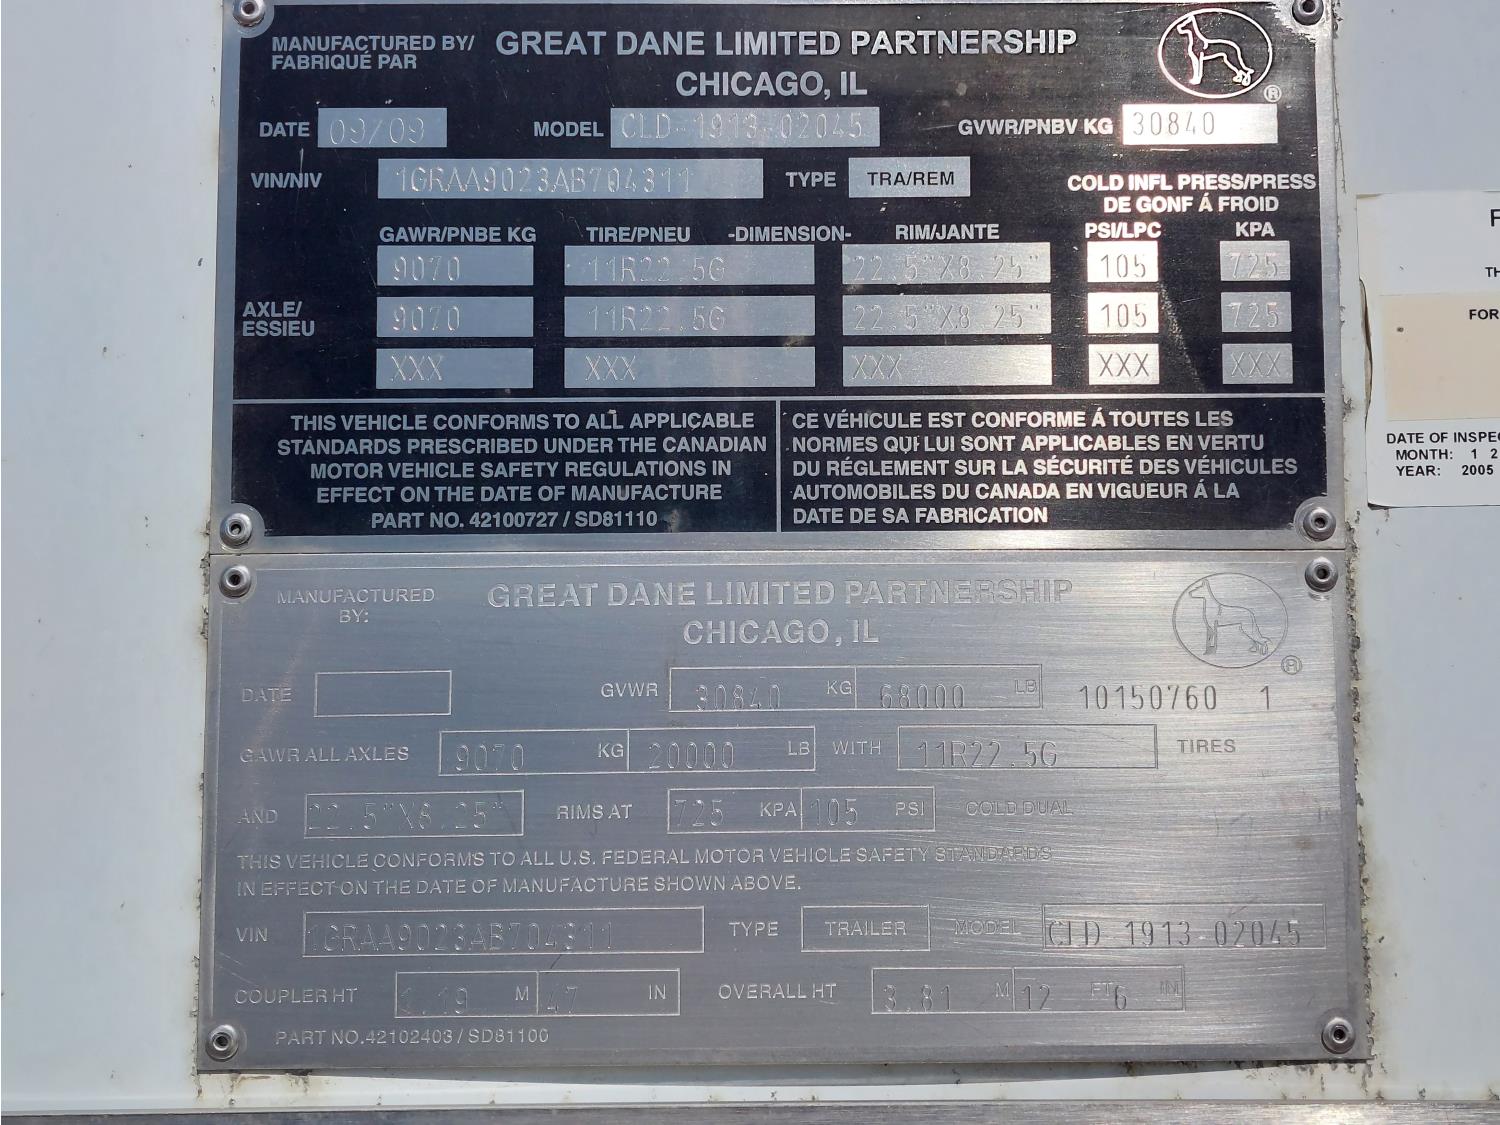 MANUFACTURED BY/ FABRIQUÉ PAR
GREAT DANE LIMITED PARTNERSHIP
CHICAGO, IL
®
DATE 09/09 MODEL CLD-1913-02045 GVWR/PNBV KG 30840
VIN/NIV 1GRAA9023AB704311 TYPE TRA/REM
COLD INFL PRESS/PRESS
DE GONF Á FROID
GAWR/PNBE KG TIRE/PNEU -DIMENSION- RIM/JANTE PSI/LPC KPA
9070 11R22.5G 22.5"X8.25" 105 725
AXLE/
ESSIEU
9070 11R22.5G 22.5"X8.25" 105 725
XXX XXX XXX XXX XXX
THIS VEHICLE CONFORMS TO ALL APPLICABLE
STANDARDS PRESCRIBED UNDER THE CANADIAN
MOTOR VEHICLE SAFETY REGULATIONS IN
EFFECT ON THE DATE OF MANUFACTURE
PART NO. 42100727 / SD81110
CE VÉHICULE EST CONFORME Á TOUTES LES
NORMES QUI LUI SONT APPLICABLES EN VERTU
DU RÉGLEMENT SUR LA SÉCURITÉ DES VÉHICULES
AUTOMOBILES DU CANADA EN VIGUEUR Á LA
DATE DE SA FABRICATION
MANUFACTURED
BY:
GREAT DANE LIMITED PARTNERSHIP
CHICAGO, IL
®
DATE GVWR 30840 KG 68000 LB 10150760 1
GAWR ALL AXLES 9070 KG 20000 LB WITH 11R22.5G TIRES
AND 22.5"X8.25" RIMS AT 725 KPA 105 PSI COLD DUAL
THIS VEHICLE CONFORMS TO ALL U.S. FEDERAL MOTOR VEHICLE SAFETY STANDARDS
IN EFFECT ON THE DATE OF MANUFACTURE SHOWN ABOVE.
VIN 1GRAA9023AB704311 TYPE TRAILER MODEL CLD-1913-02045
COUPLER HT 1.19 M 47 IN OVERALL HT 3.81 M 12 FT 6 IN
PART NO.42102403 / SD81100
FOR
DATE OF INSPEC
MONTH: 1 2
YEAR: 2005